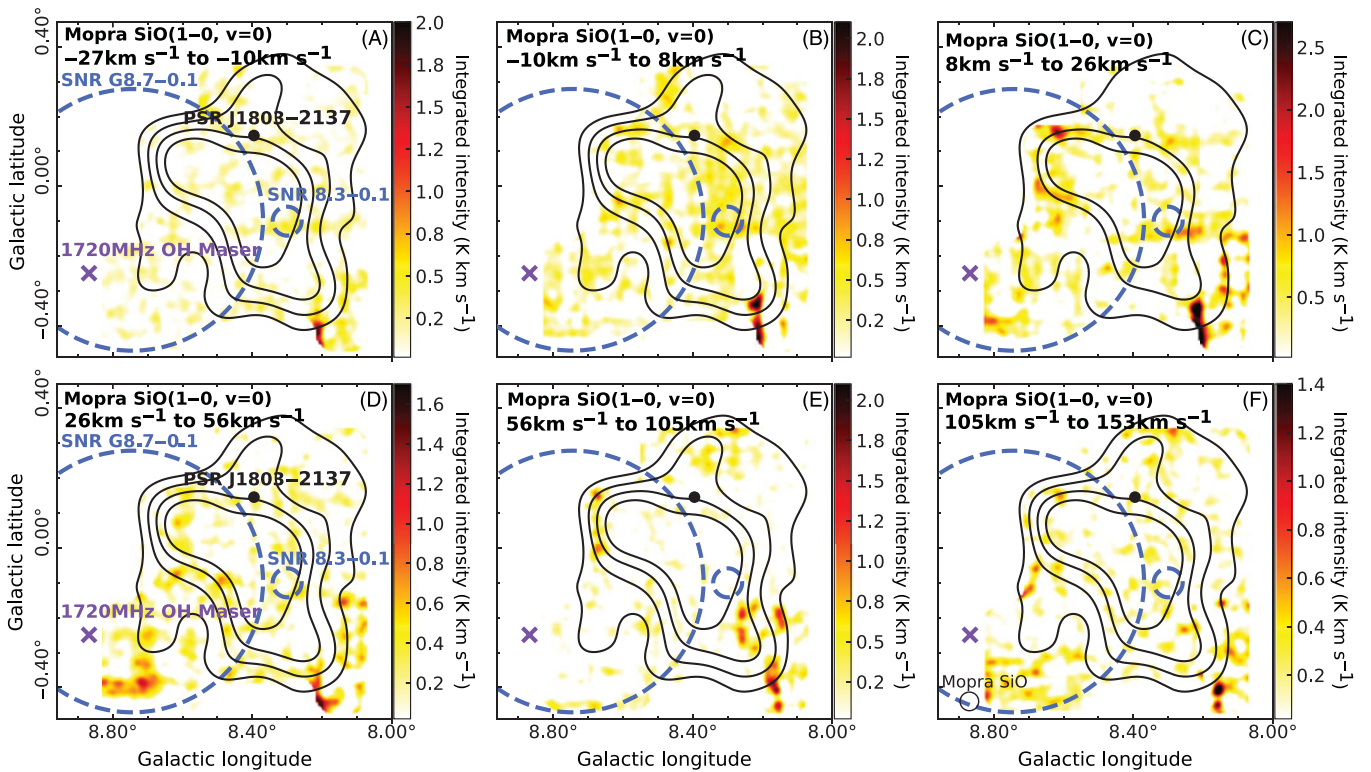 Mopra SiO(1−0, v=0) (A)
−27km s⁻¹ to −10km s⁻¹
SNR G8.7−0.1
PSR J1803−2137
SNR 8.3−0.1
1720MHz OH Maser
0.40°
0.00°
−0.40°
Galactic latitude
2.0
1.8
1.5
1.2
1.0
0.8
0.5
0.2
Integrated intensity (K km s⁻¹)
Mopra SiO(1−0, v=0) (B)
−10km s⁻¹ to 8km s⁻¹
2.0
1.8
1.5
1.2
1.0
0.8
0.5
0.2
Integrated intensity (K km s⁻¹)
Mopra SiO(1−0, v=0) (C)
8km s⁻¹ to 26km s⁻¹
2.5
2.0
1.5
1.0
0.5
Integrated intensity (K km s⁻¹)
Mopra SiO(1−0, v=0) (D)
26km s⁻¹ to 56km s⁻¹
SNR G8.7−0.1
PSR J1803−2137
SNR 8.3−0.1
1720MHz OH Maser
0.40°
0.00°
−0.40°
Galactic latitude
8.80° 8.40° 8.00°
Galactic longitude
1.6
1.4
1.2
1.0
0.8
0.6
0.4
0.2
Integrated intensity (K km s⁻¹)
Mopra SiO(1−0, v=0) (E)
56km s⁻¹ to 105km s⁻¹
8.80° 8.40° 8.00°
Galactic longitude
2.0
1.8
1.5
1.2
1.0
0.8
0.5
0.2
Integrated intensity (K km s⁻¹)
Mopra SiO(1−0, v=0) (F)
105km s⁻¹ to 153km s⁻¹
Mopra SiO
8.80° 8.40° 8.00°
Galactic longitude
1.4
1.2
1.0
0.8
0.6
0.4
0.2
Integrated intensity (K km s⁻¹)